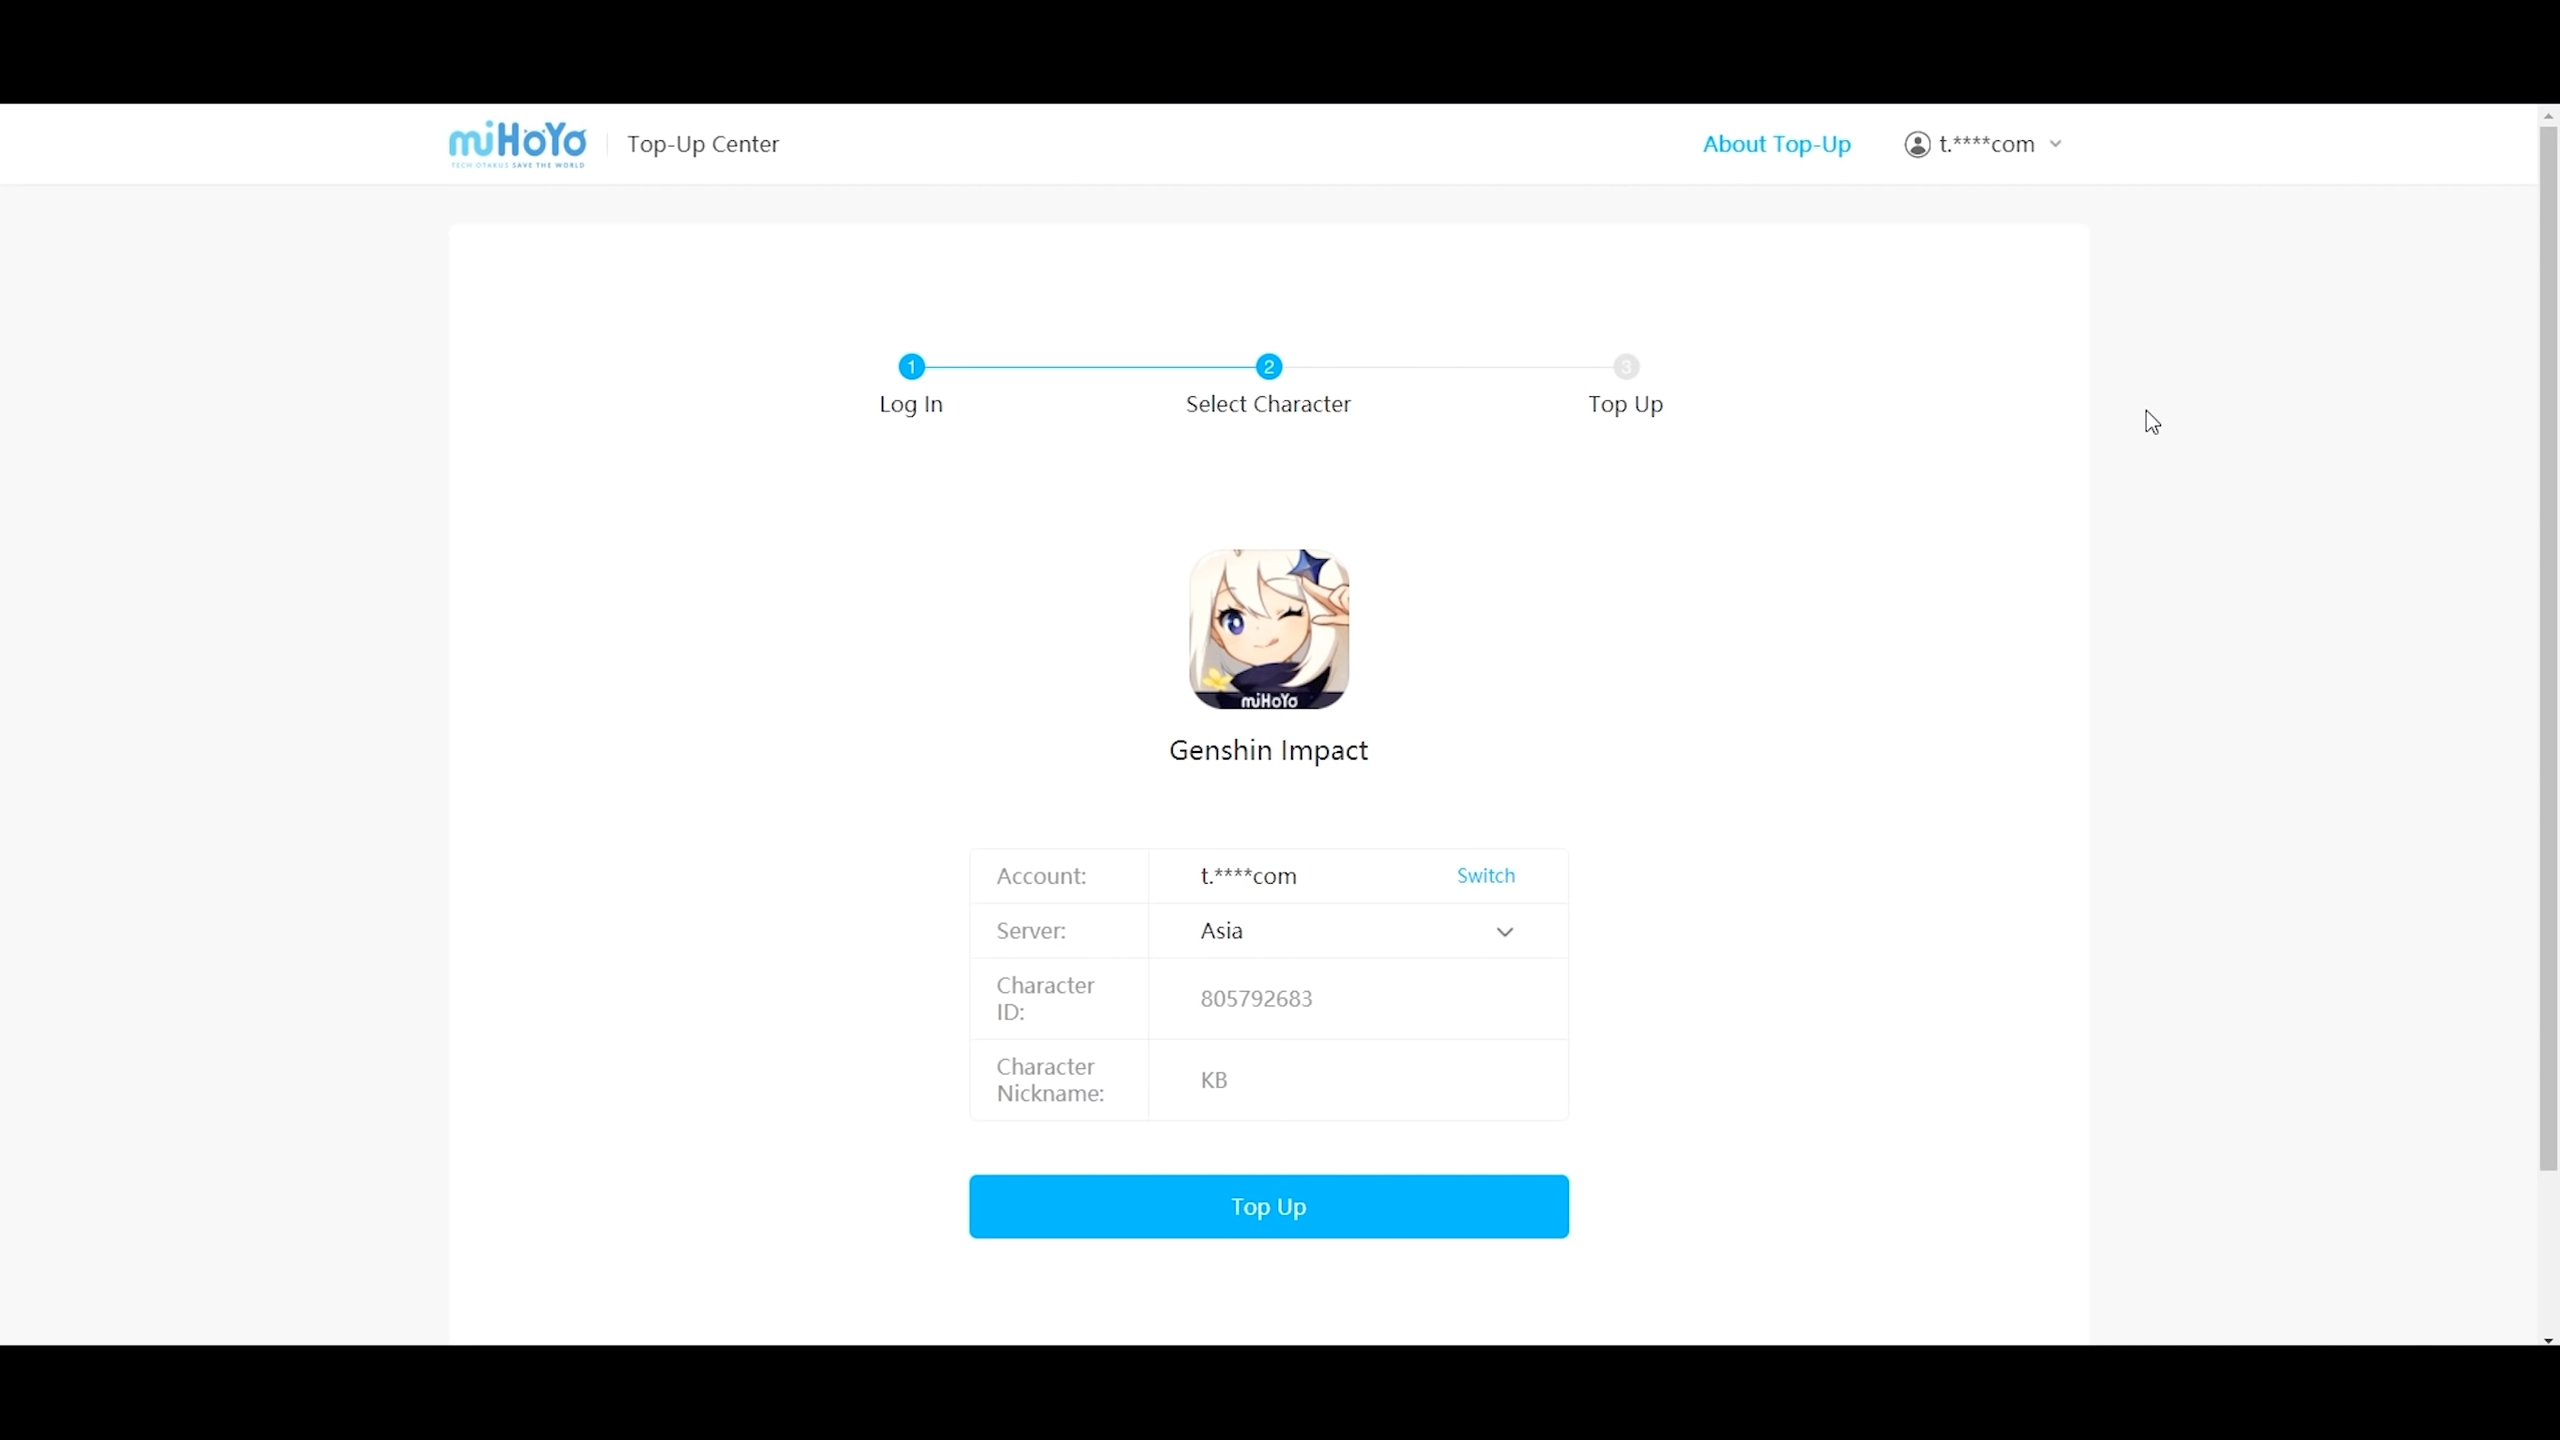 miHoYo
TECH OTAKUS SAVE THE WORLD
Top-Up Center
About Top-Up
t.****com
1
2
3
Log In
Select Character
Top Up
miHoYo
Genshin Impact
Account:
t.****com
Switch
Server:
Asia
Character
ID:
805792683
Character
Nickname:
KB
Top Up